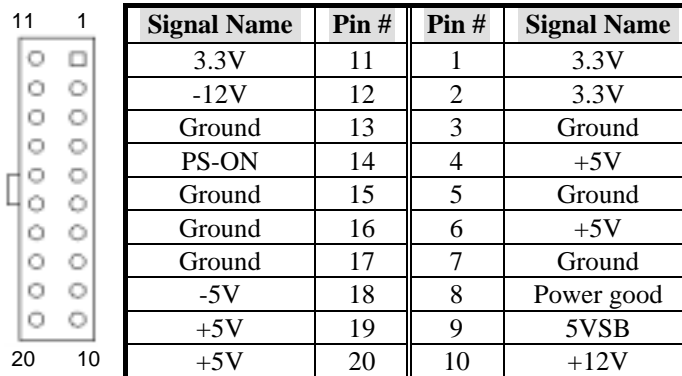 11 1
20 10
Signal Name Pin # Pin # Signal Name
3.3V 11 1 3.3V
-12V 12 2 3.3V
Ground 13 3 Ground
PS-ON 14 4 +5V
Ground 15 5 Ground
Ground 16 6 +5V
Ground 17 7 Ground
-5V 18 8 Power good
+5V 19 9 5VSB
+5V 20 10 +12V